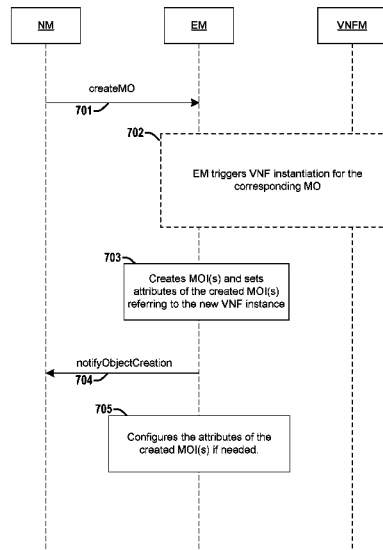 NM
EM
VNFM
createMO
701
702
EM triggers VNF instantiation for the
corresponding MO
703
Creates MOI(s) and sets
attributes of the created MOI(s)
referring to the new VNF instance
notifyObjectCreation
704
705
Configures the attributes of the
created MOI(s) if needed.